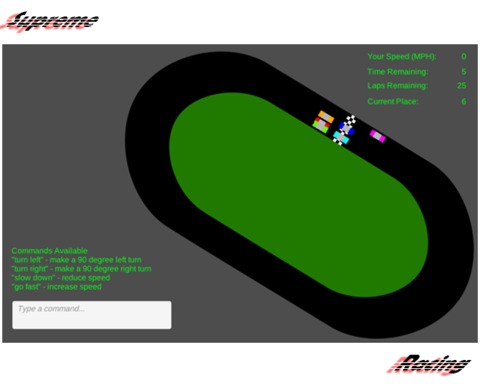 Supreme
Your Speed (MPH): 0
Time Remaining: 5
Laps Remaining: 25
Current Place: 6
Commands Available
"turn left" - make a 90 degree left turn
"turn right" - make a 90 degree right turn
"slow down" - reduce speed
"go fast" - increase speed
Type a command...
Racing